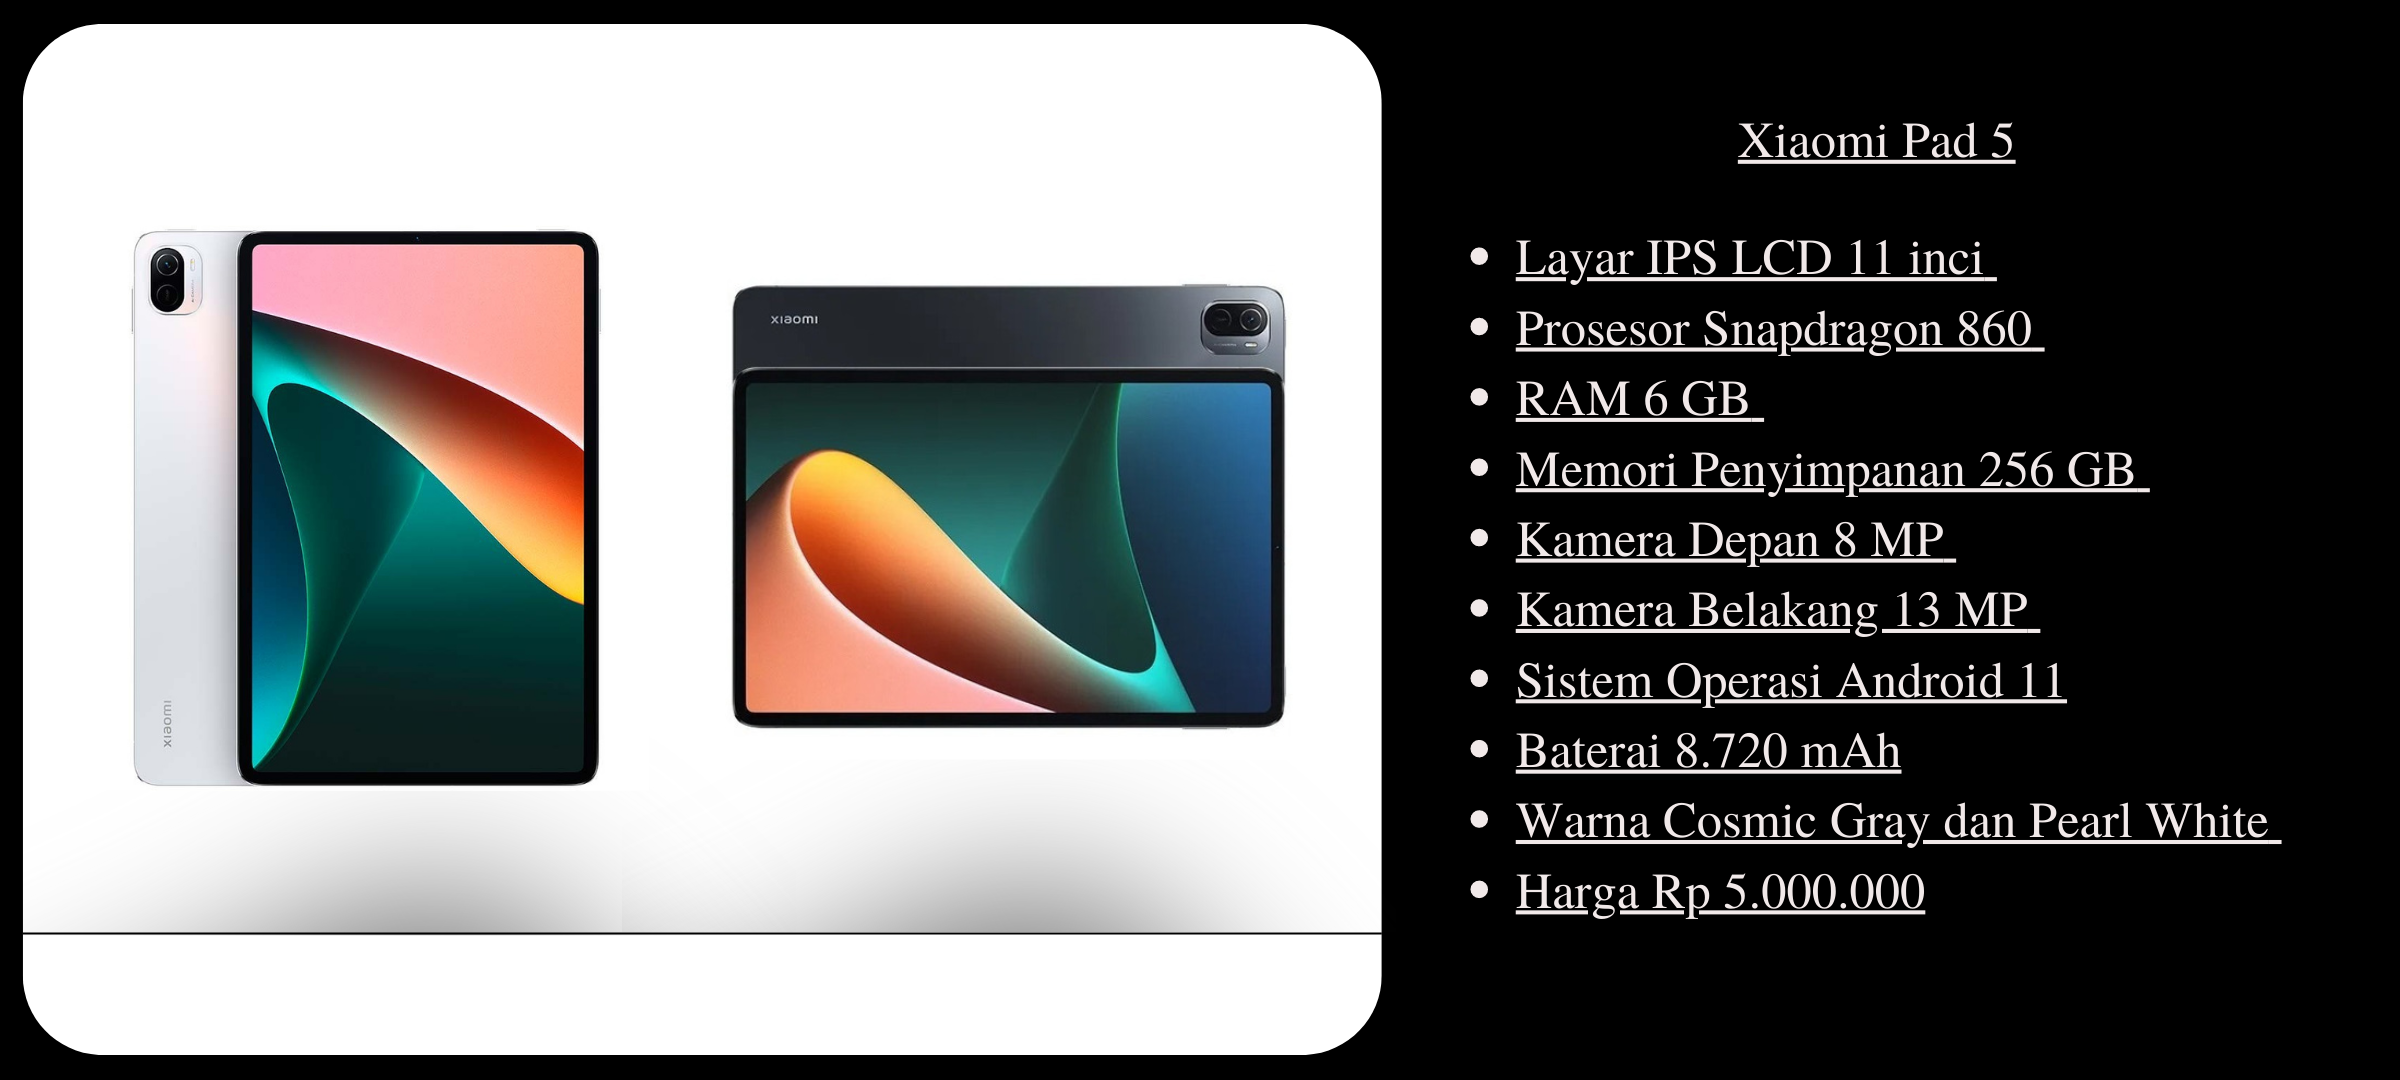 xiaomi
xiaomi
Xiaomi Pad 5
Layar IPS LCD 11 inci
Prosesor Snapdragon 860
RAM 6 GB
Memori Penyimpanan 256 GB
Kamera Depan 8 MP
Kamera Belakang 13 MP
Sistem Operasi Android 11
Baterai 8.720 mAh
Warna Cosmic Gray dan Pearl White
Harga Rp 5.000.000